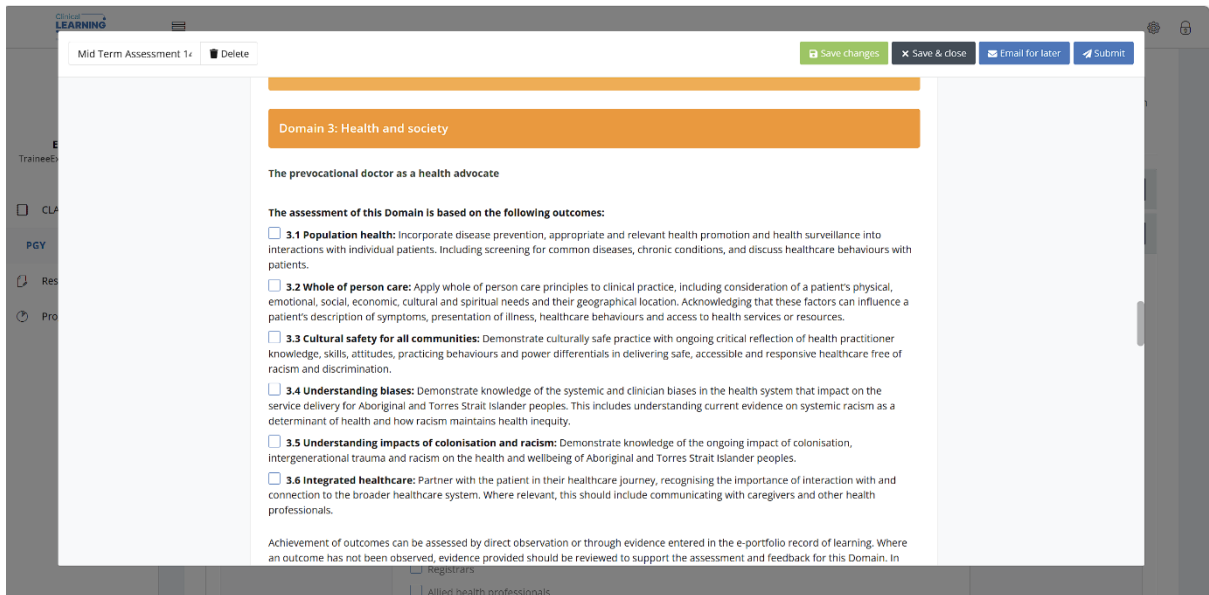 Clinical
LEARNING
Mid Term Assessment 14
Delete
Save changes
Save & close
Email for later
Submit
Domain 3: Health and society
The prevocational doctor as a health advocate
The assessment of this Domain is based on the following outcomes:
3.1 Population health: Incorporate disease prevention, appropriate and relevant health promotion and health surveillance into
interactions with individual patients. Including screening for common diseases, chronic conditions, and discuss healthcare behaviours with
patients.
3.2 Whole of person care: Apply whole of person care principles to clinical practice, including consideration of a patient's physical,
emotional, social, economic, cultural and spiritual needs and their geographical location. Acknowledging that these factors can influence a
patient's description of symptoms, presentation of illness, healthcare behaviours and access to health services or resources.
3.3 Cultural safety for all communities: Demonstrate culturally safe practice with ongoing critical reflection of health practitioner
knowledge, skills, attitudes, practicing behaviours and power differentials in delivering safe, accessible and responsive healthcare free of
racism and discrimination.
3.4 Understanding biases: Demonstrate knowledge of the systemic and clinician biases in the health system that impact on the
service delivery for Aboriginal and Torres Strait Islander peoples. This includes understanding current evidence on systemic racism as a
determinant of health and how racism maintains health inequity.
3.5 Understanding impacts of colonisation and racism: Demonstrate knowledge of the ongoing impact of colonisation,
intergenerational trauma and racism on the health and wellbeing of Aboriginal and Torres Strait Islander peoples.
3.6 Integrated healthcare: Partner with the patient in their healthcare journey, recognising the importance of interaction with and
connection to the broader healthcare system. Where relevant, this should include communicating with caregivers and other health
professionals.
Achievement of outcomes can be assessed by direct observation or through evidence entered in the e-portfolio record of learning. Where
an outcome has not been observed, evidence provided should be reviewed to support the assessment and feedback for this Domain. In
E
TraineeEx
CLA
PGY
Res
Pro
Registrars
Allied health professionals